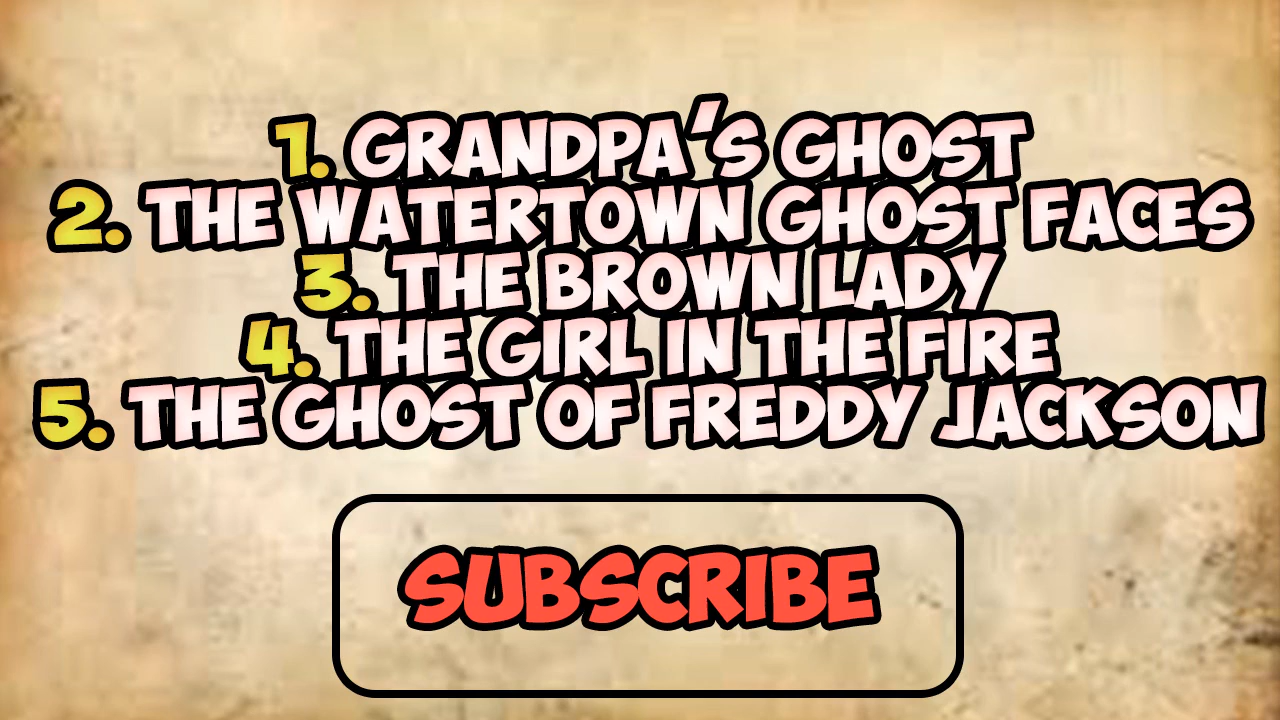 1. GRANDPA'S GHOST
2. THE WATERTOWN GHOST FACES
3. THE BROWN LADY
4. THE GIRL IN THE FIRE
5. THE GHOST OF FREDDY JACKSON
SUBSCRIBE